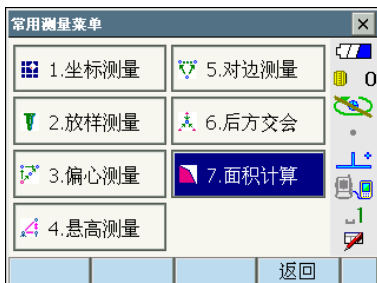 常用测量菜单
1.坐标测量
5.对边测量
2.放样测量
6.后方交会
3.偏心测量
7.面积计算
4.悬高测量
0
1
返回